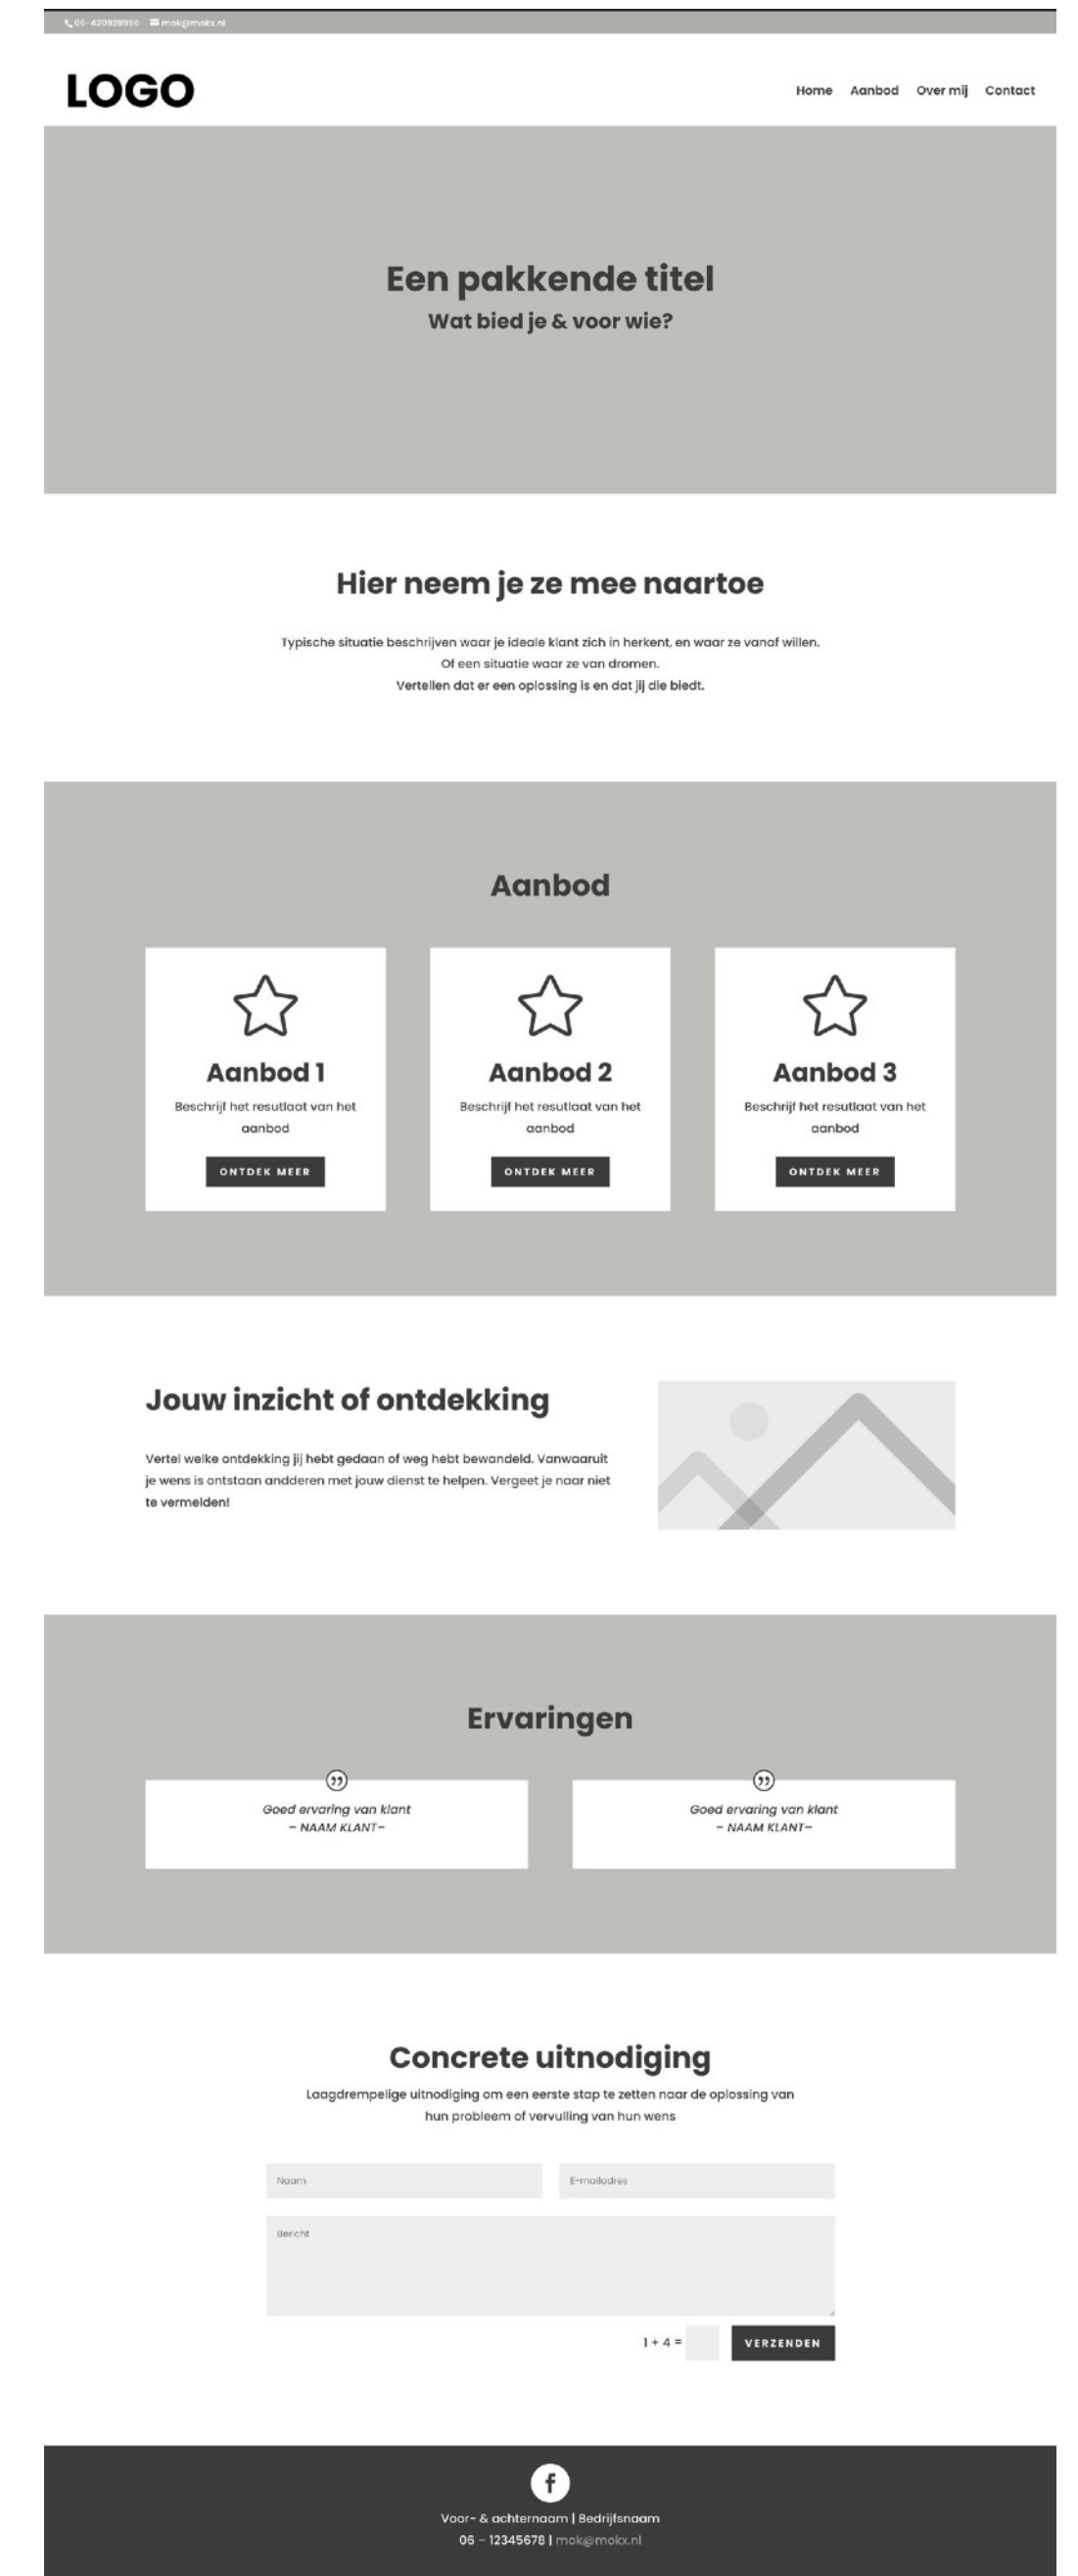 06-420928996 mok@mokx.nl
LOGO
Home Aanbod Over mij Contact
Een pakkende titel
Wat bied je & voor wie?
Hier neem je ze mee naartoe
Typische situatie beschrijven waar je ideale klant zich in herkent, en waar ze vanaf willen.
Of een situatie waar ze van dromen.
Vertellen dat er een oplossing is en dat jij die biedt.
Aanbod
Aanbod 1
Beschrijf het resutlaat van het
aanbod
ONTDEK MEER
Aanbod 2
Beschrijf het resutlaat van het
aanbod
ONTDEK MEER
Aanbod 3
Beschrijf het resutlaat van het
aanbod
ONTDEK MEER
Jouw inzicht of ontdekking
Vertel welke ontdekking jij hebt gedaan of weg hebt bewandeld. Vanwaaruit
je wens is ontstaan andderen met jouw dienst te helpen. Vergeet je naar niet
te vermelden!
Ervaringen
Goed ervaring van klant
– NAAM KLANT–
Goed ervaring van klant
– NAAM KLANT–
Concrete uitnodiging
Laagdrempelige uitnodiging om een eerste stap te zetten naar de oplossing van
hun probleem of vervulling van hun wens
Naam E-mailadres
Bericht
1 + 4 = VERZENDEN
f
Voor- & achternaam | Bedrijfsnaam
06 – 12345678 | mok@mokx.nl